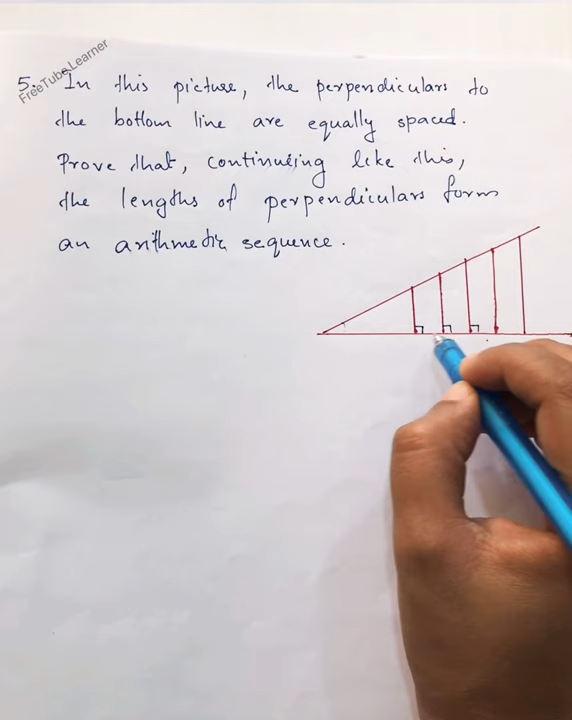 FreeTube Learner
5. In this picture, the perpendiculars to
the bottom line are equally spaced.
Prove that, continuing like this,
the lengths of perpendiculars form
an arithmetic sequence.